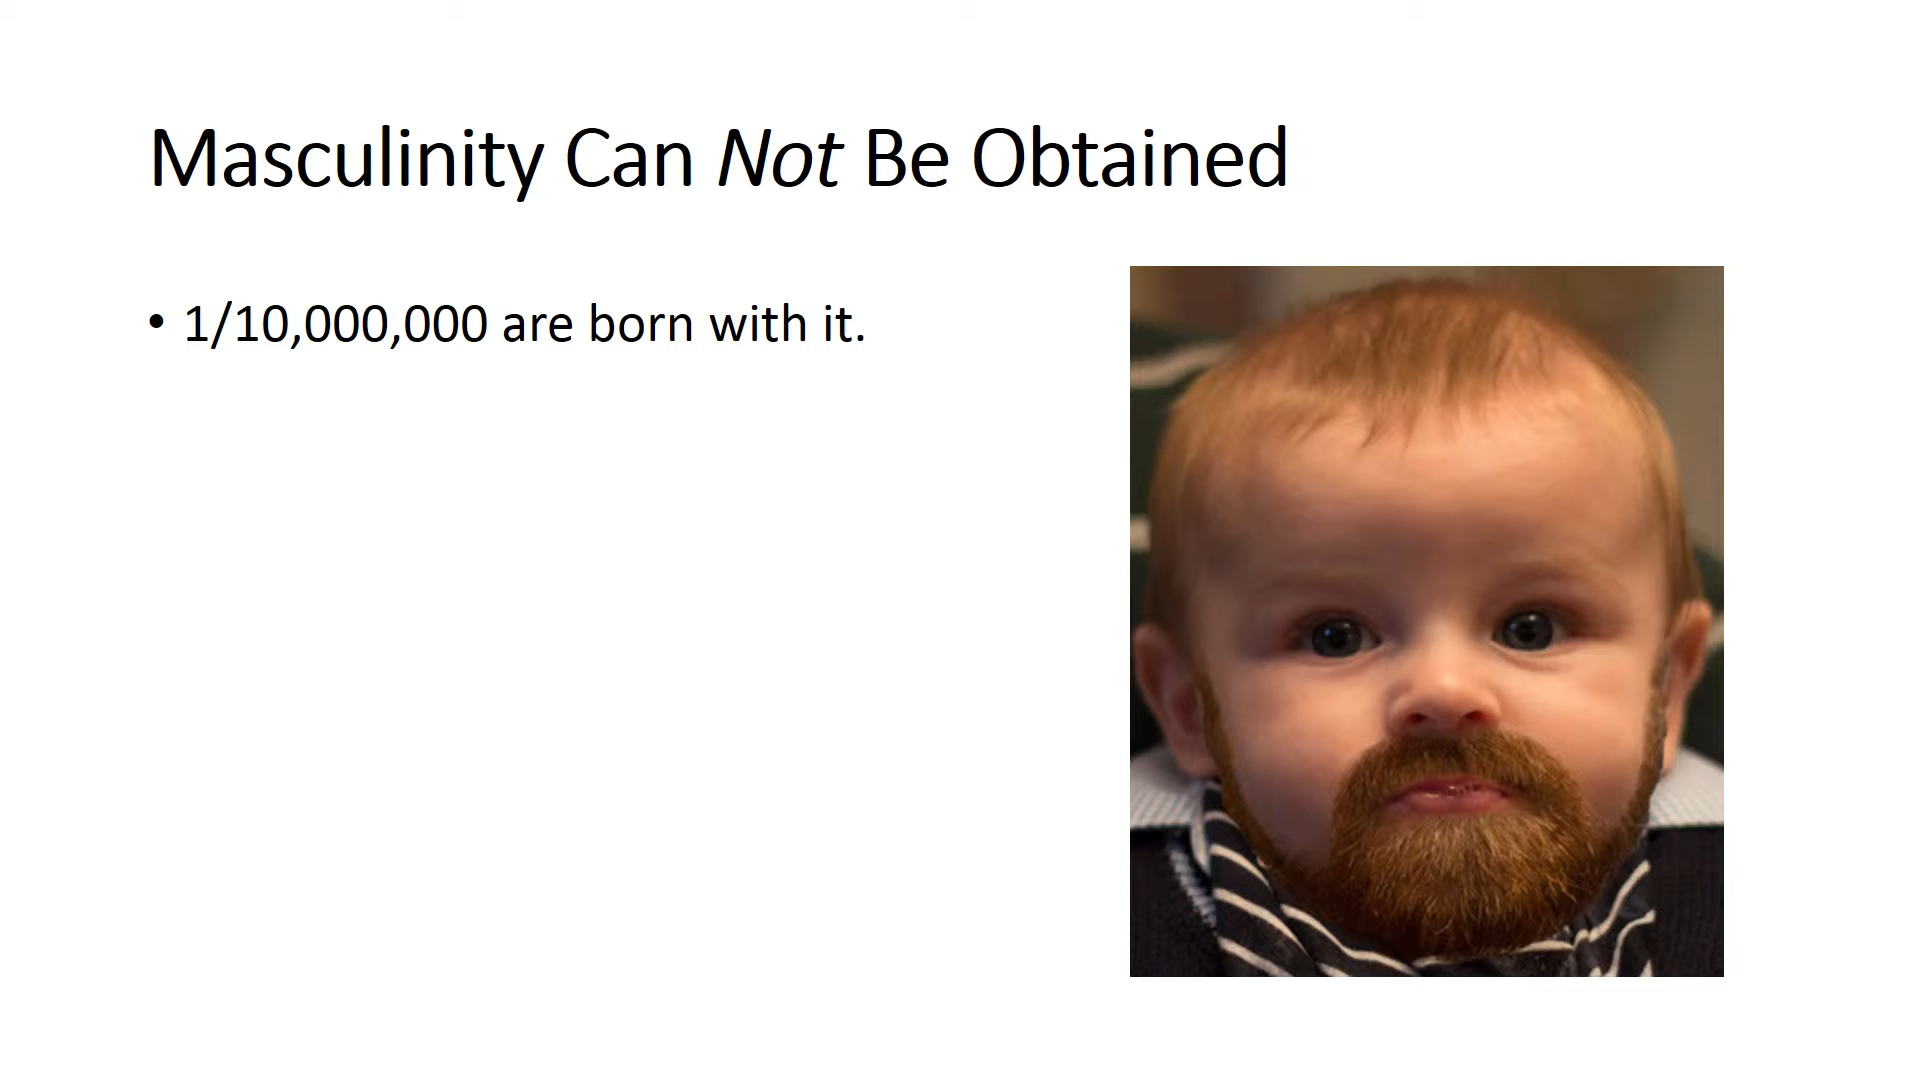 Masculinity Can Not Be Obtained
• 1/10,000,000 are born with it.